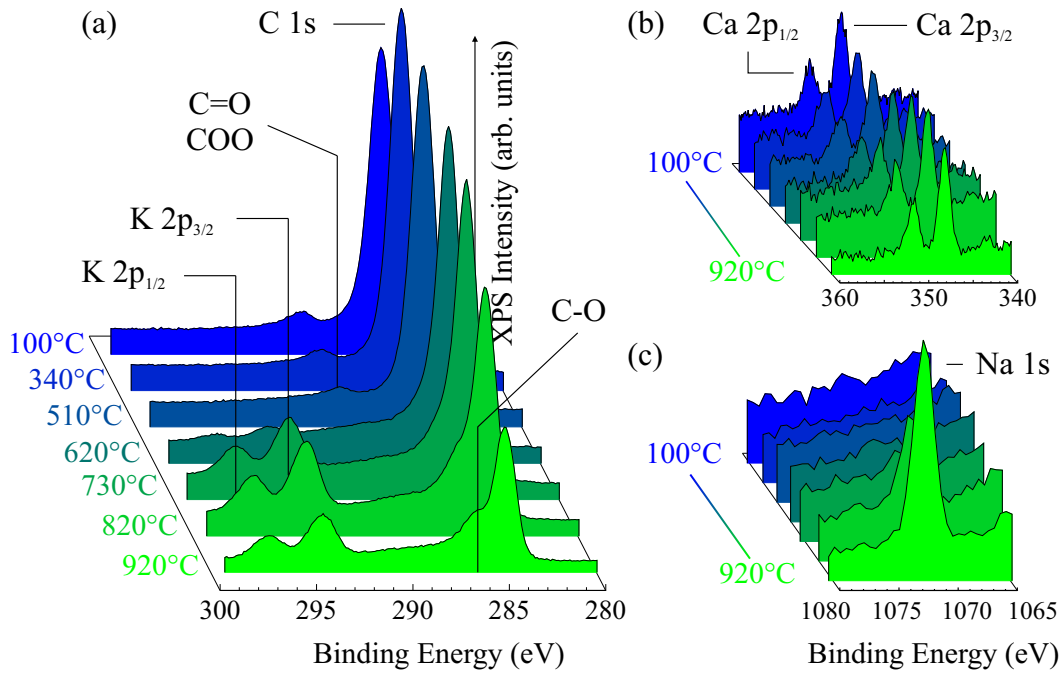 (a)
C 1s
C=O
COO
K 2p3/2
K 2p1/2
C-O
XPS Intensity (arb. units)
100°C
340°C
510°C
620°C
730°C
820°C
920°C
300
295
290
285
280
Binding Energy (eV)
(b)
Ca 2p1/2
Ca 2p3/2
100°C
920°C
360
350
340
(c)
Na 1s
100°C
920°C
1080
1075
1070
1065
Binding Energy (eV)